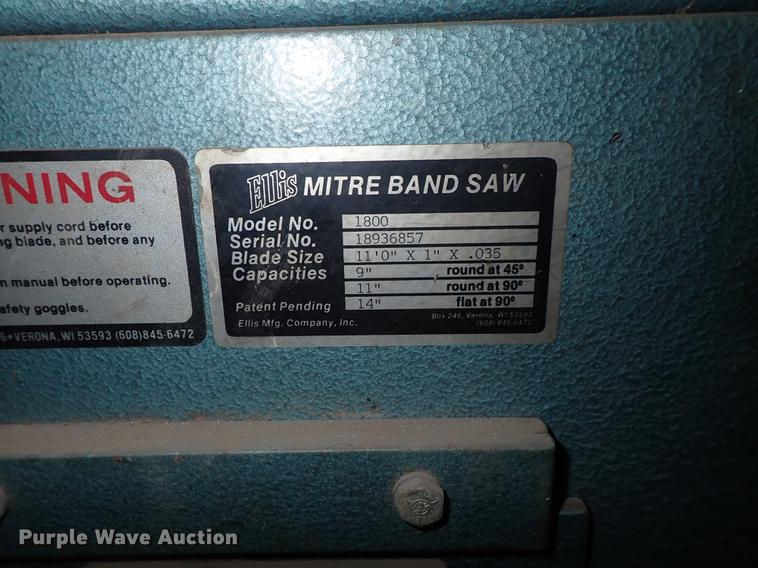 NING
r supply cord before
ng blade, and before any
n manual before operating.
afety goggles.
6•VERONA, WI 53593 (608)845-6472
Ellis MITRE BAND SAW
Model No. 1800
Serial No. 18936857
Blade Size 11'0" X 1" X .035
Capacities 9" round at 45°
11" round at 90°
14" flat at 90°
Patent Pending
Ellis Mfg. Company, Inc.
Box 246, Verona, WI 53593
(608) 845-6472
Purple Wave Auction